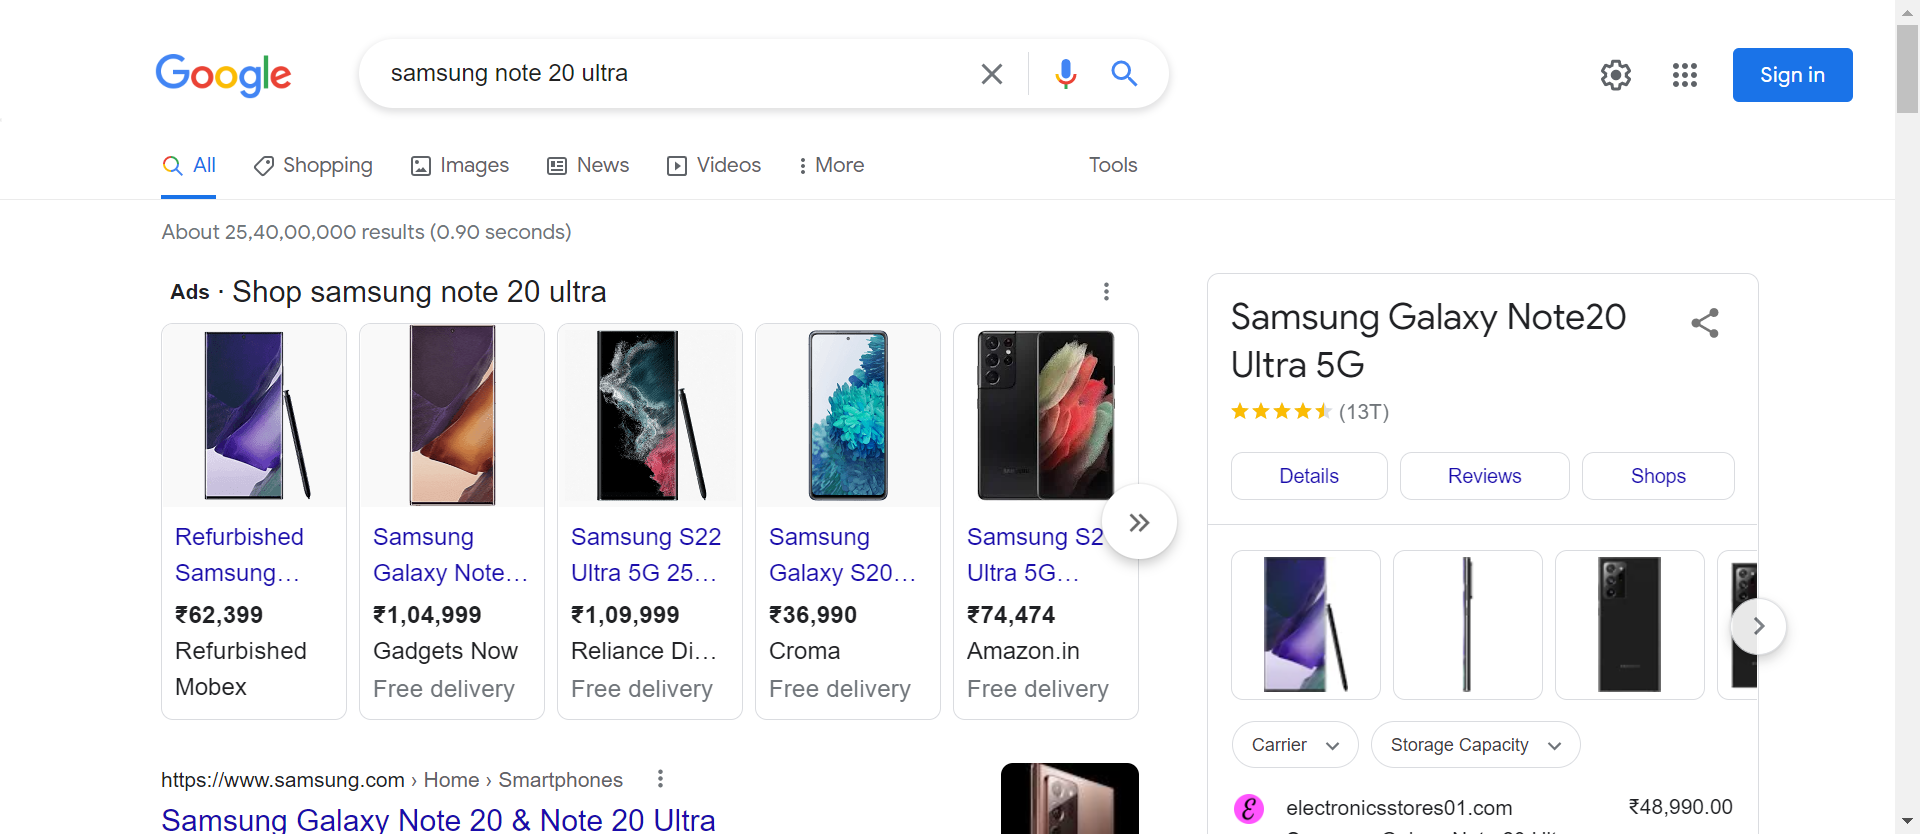 Google
samsung note 20 ultra
Sign in
All
Shopping
Images
News
Videos
More
Tools
About 25,40,00,000 results (0.90 seconds)
Ads · Shop samsung note 20 ultra
Refurbished
Samsung...
₹62,399
Refurbished
Mobex
Samsung
Galaxy Note...
₹1,04,999
Gadgets Now
Free delivery
Samsung S22
Ultra 5G 25...
₹1,09,999
Reliance Di...
Free delivery
Samsung
Galaxy S20...
₹36,990
Croma
Free delivery
Samsung S2
Ultra 5G...
₹74,474
Amazon.in
Free delivery
https://www.samsung.com › Home › Smartphones
Samsung Galaxy Note 20 & Note 20 Ultra
Samsung Galaxy Note20
Ultra 5G
(13T)
Details
Reviews
Shops
Carrier
Storage Capacity
electronicsstores01.com
₹48,990.00